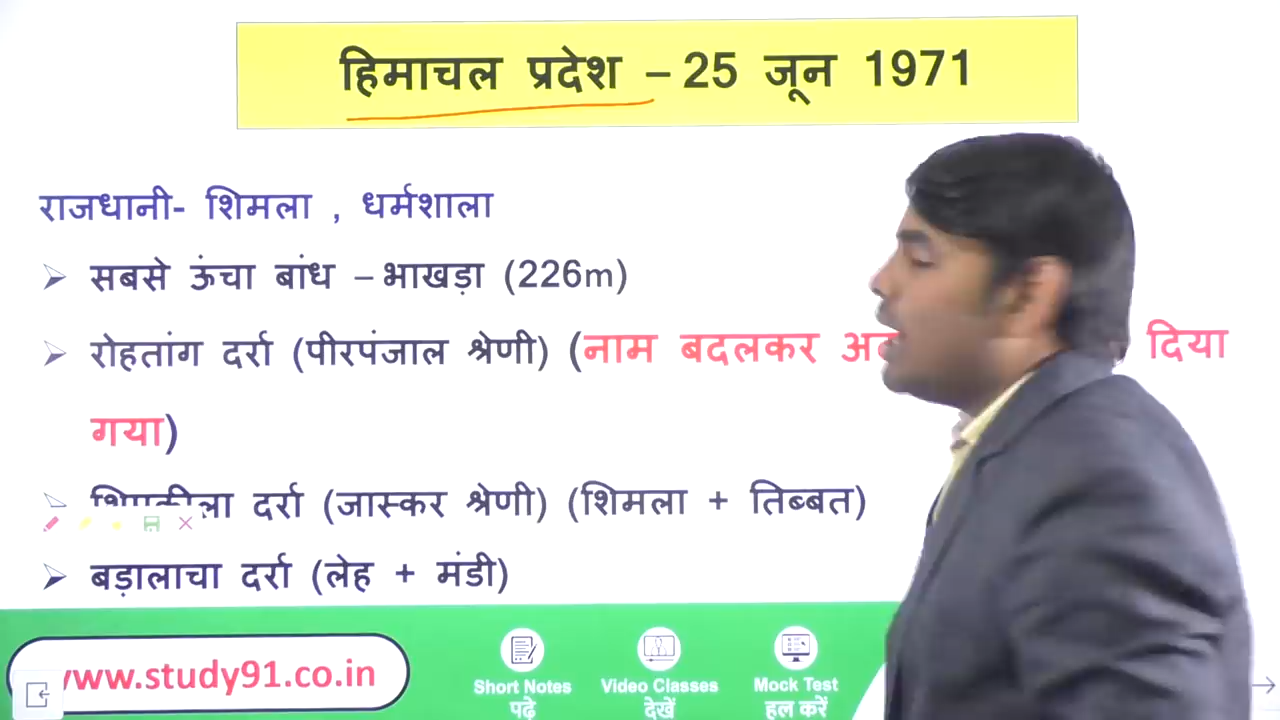 हिमाचल प्रदेश – 25 जून 1971
राजधानी- शिमला , धर्मशाला
सबसे ऊंचा बांध – भाखड़ा (226m)
रोहतांग दर्रा (पीरपंजाल श्रेणी) (नाम बदलकर दिया
गया)
दर्रा (जास्कर श्रेणी) (शिमला + तिब्बत)
बड़ालाचा दर्रा (लेह + मंडी)
www.study91.co.in
Short Notes
पढ़े
Video Classes
देखें
Mock Test
हल करें